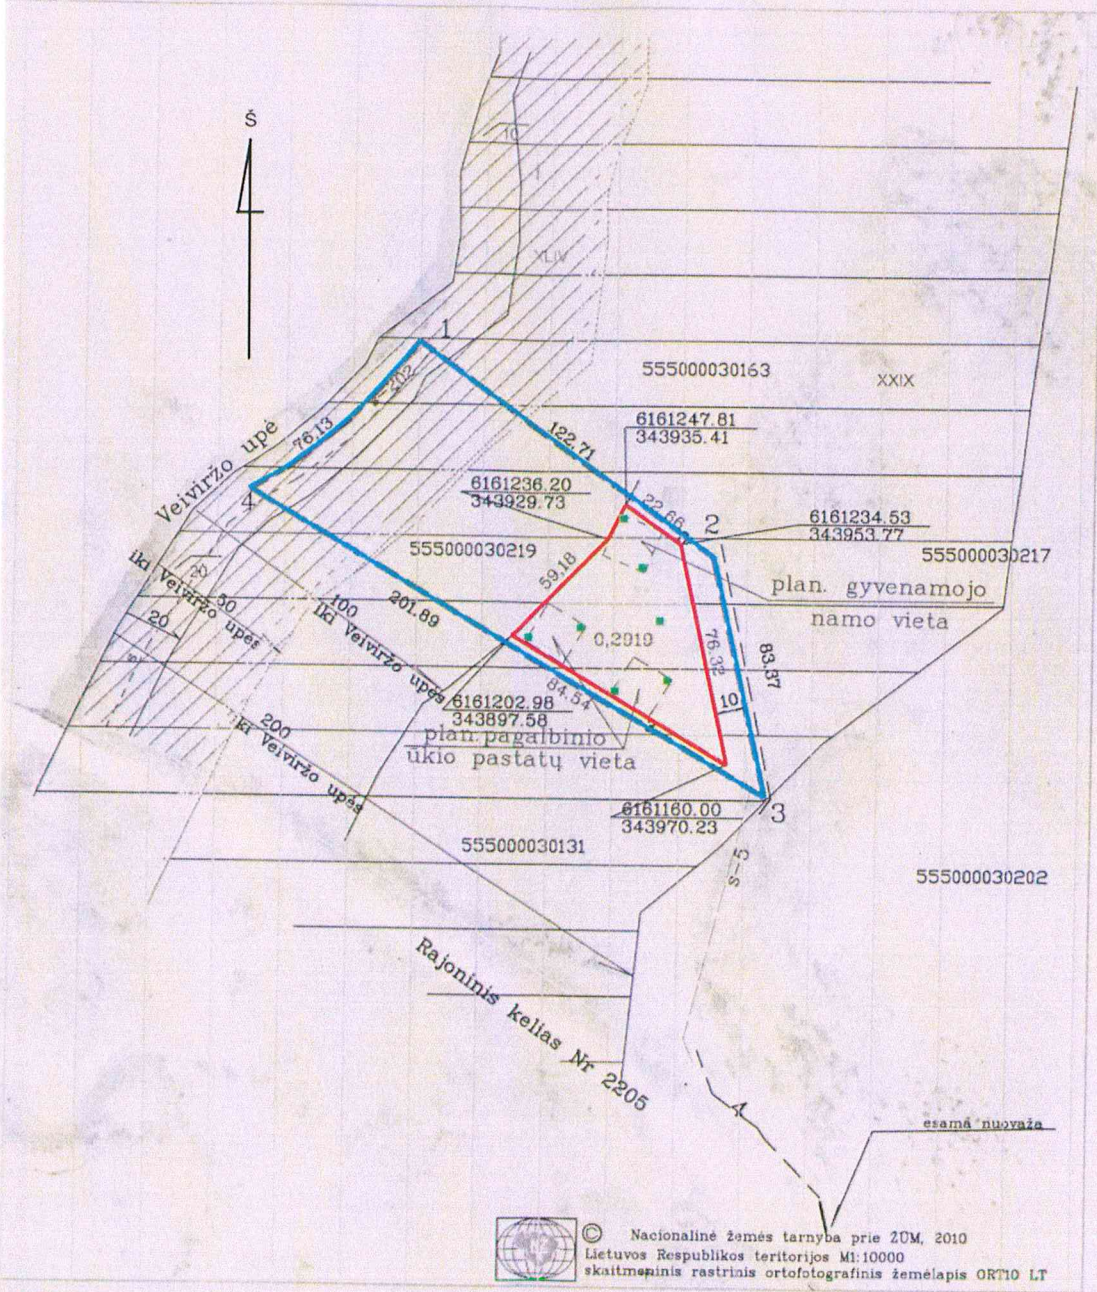 Š
10
I
XLIV
1
555000030163
XXIX
s-202
122,71
6161247.81
343935.41
76,13
Veiviržo upė
4
6161236.20
343929.73
22,66
2
6161234.53
343953.77
555000030219
555000030217
59,18
plan. gyvenamojo
namo vieta
20
50
iki Veiviržo upės
100
iki Veiviržo upės
201.89
20
0,2919
76,32
83.37
84,54
10
6161202.98
343897.58
plan.pagalbinio
ūkio pastatų vieta
200
iki Veiviržo upės
6161160.00
343970.23
3
555000030131
s-5
555000030202
Rajoninis kelias Nr 2205
4
esama nuovaža
© Nacionalinė žemės tarnyba prie ŽŪM, 2010
Lietuvos Respublikos teritorijos M1:10000
skaitmeninis rastrinis ortofotografinis žemėlapis ORT10 LT